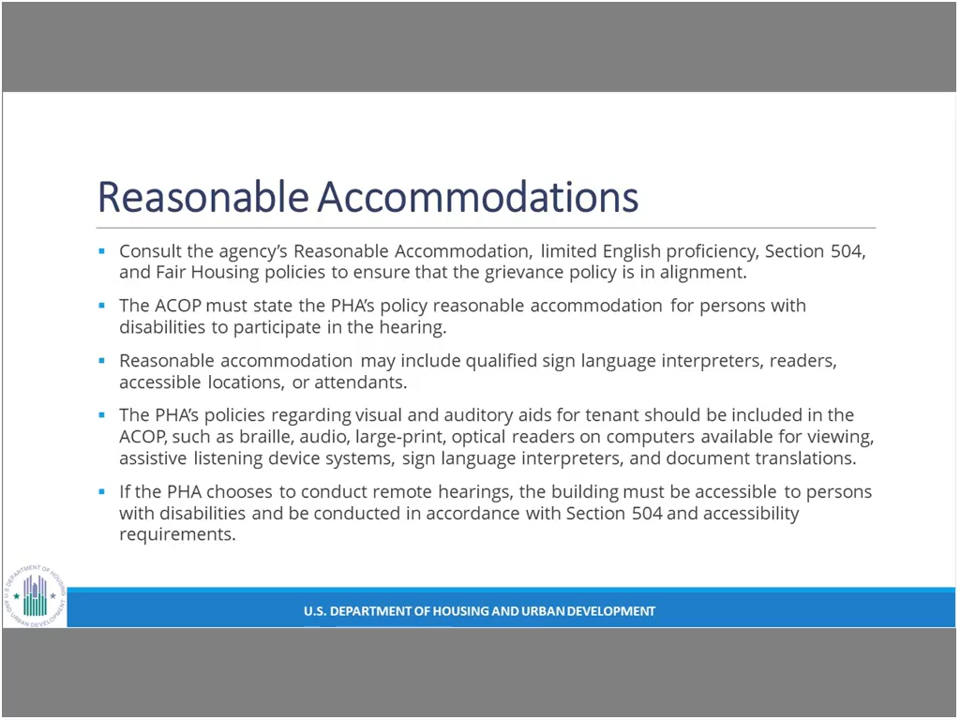 Reasonable Accommodations
▪ Consult the agency's Reasonable Accommodation, limited English proficiency, Section 504,
and Fair Housing policies to ensure that the grievance policy is in alignment.
▪ The ACOP must state the PHA's policy reasonable accommodation for persons with
disabilities to participate in the hearing.
▪ Reasonable accommodation may include qualified sign language interpreters, readers,
accessible locations, or attendants.
▪ The PHA's policies regarding visual and auditory aids for tenant should be included in the
ACOP, such as braille, audio, large-print, optical readers on computers available for viewing,
assistive listening device systems, sign language interpreters, and document translations.
▪ If the PHA chooses to conduct remote hearings, the building must be accessible to persons
with disabilities and be conducted in accordance with Section 504 and accessibility
requirements.
U.S. DEPARTMENT OF HOUSING AND URBAN DEVELOPMENT
U.S. DEPARTMENT OF HOUSING AND URBAN DEVELOPMENT